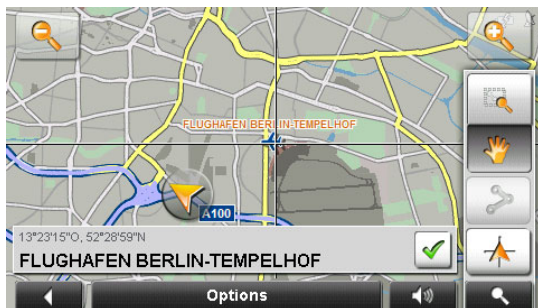 FLUGHAFEN BERLIN-TEMPELHOF
A100
13°23'15"O, 52°28'59"N
FLUGHAFEN BERLIN-TEMPELHOF
Options